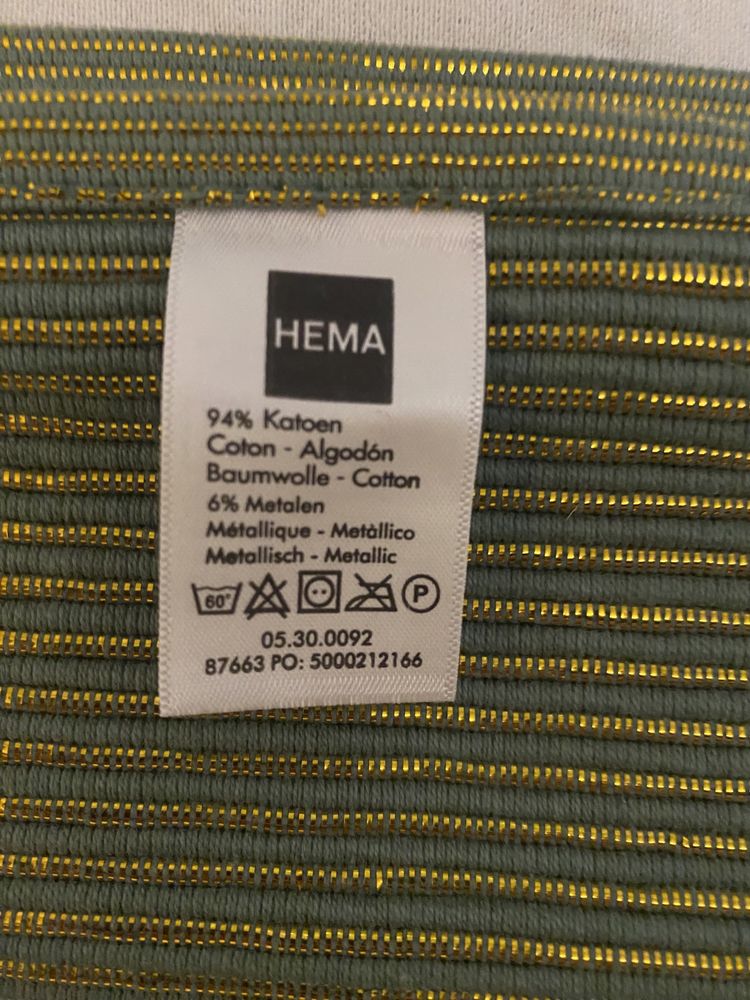 HEMA
94% Katoen
Coton - Algodón
Baumwolle - Cotton
6% Metalen
Métallique - Metàllico
Metallisch - Metallic
60° P
05.30.0092
87663 PO: 5000212166